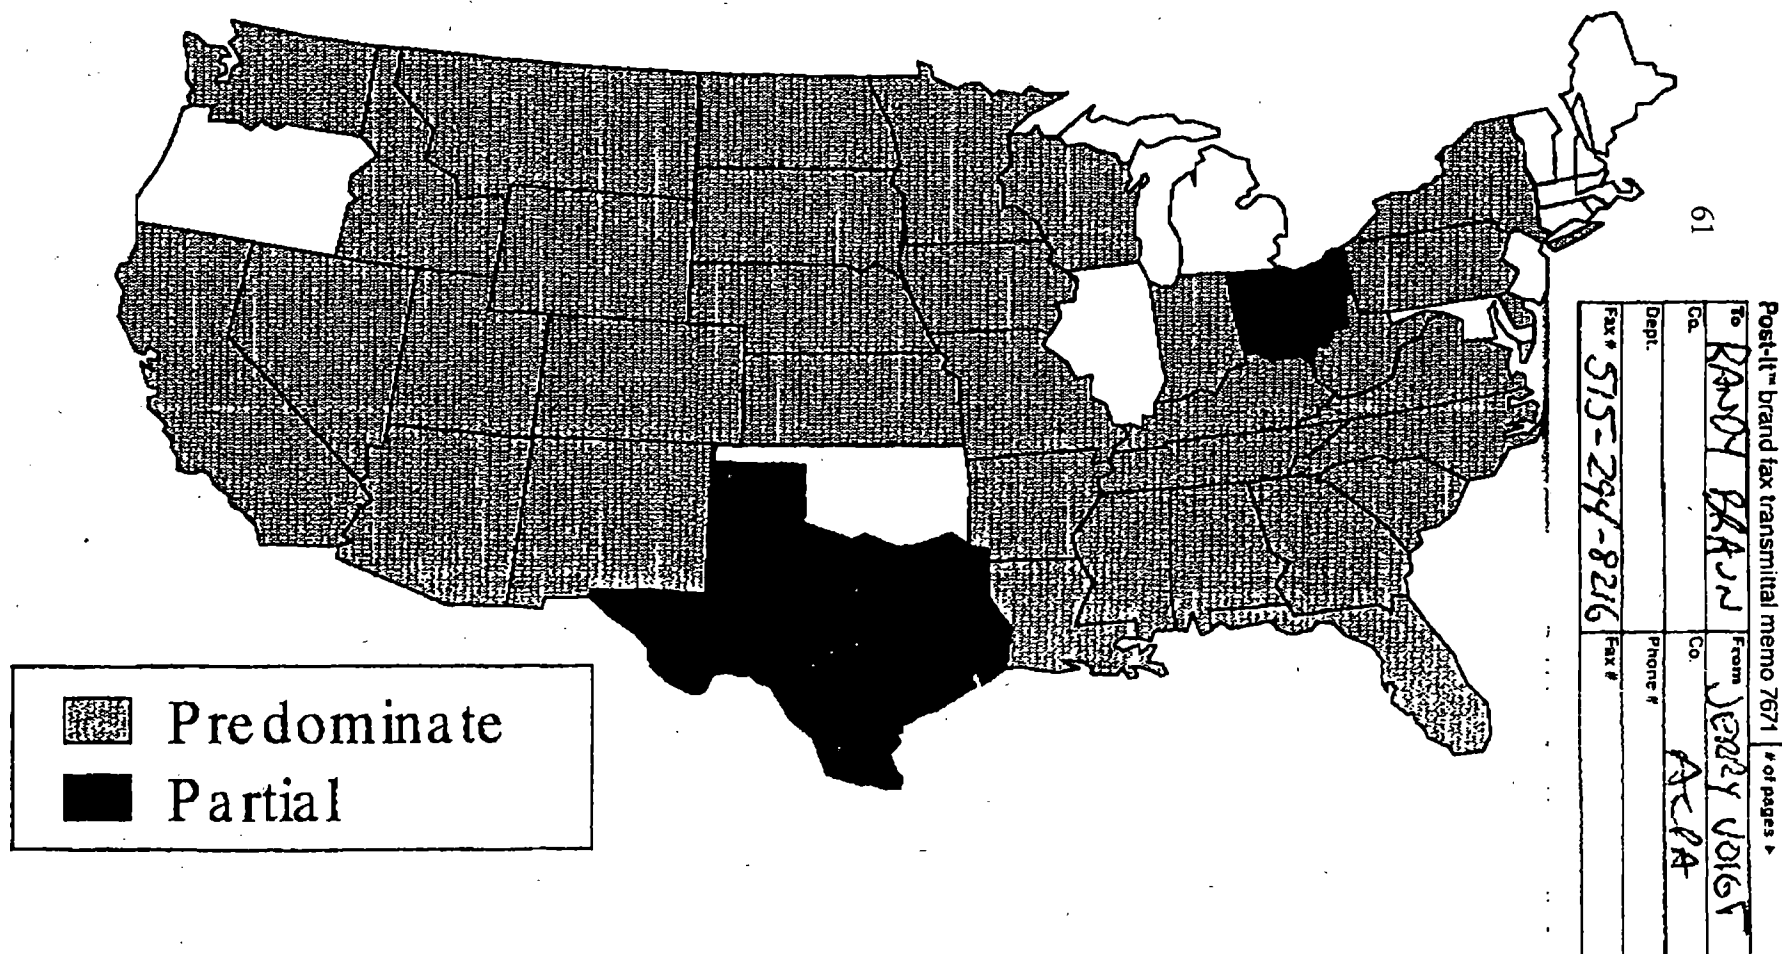 Predominate
Partial
61
Post-It™ brand fax transmittal memo 7671 # of pages ▸
To RANDY BAUN From JERRY VOIGT
Co. Co. ACPA
Dept. Phone #
Fax # 515-294-8216 Fax #